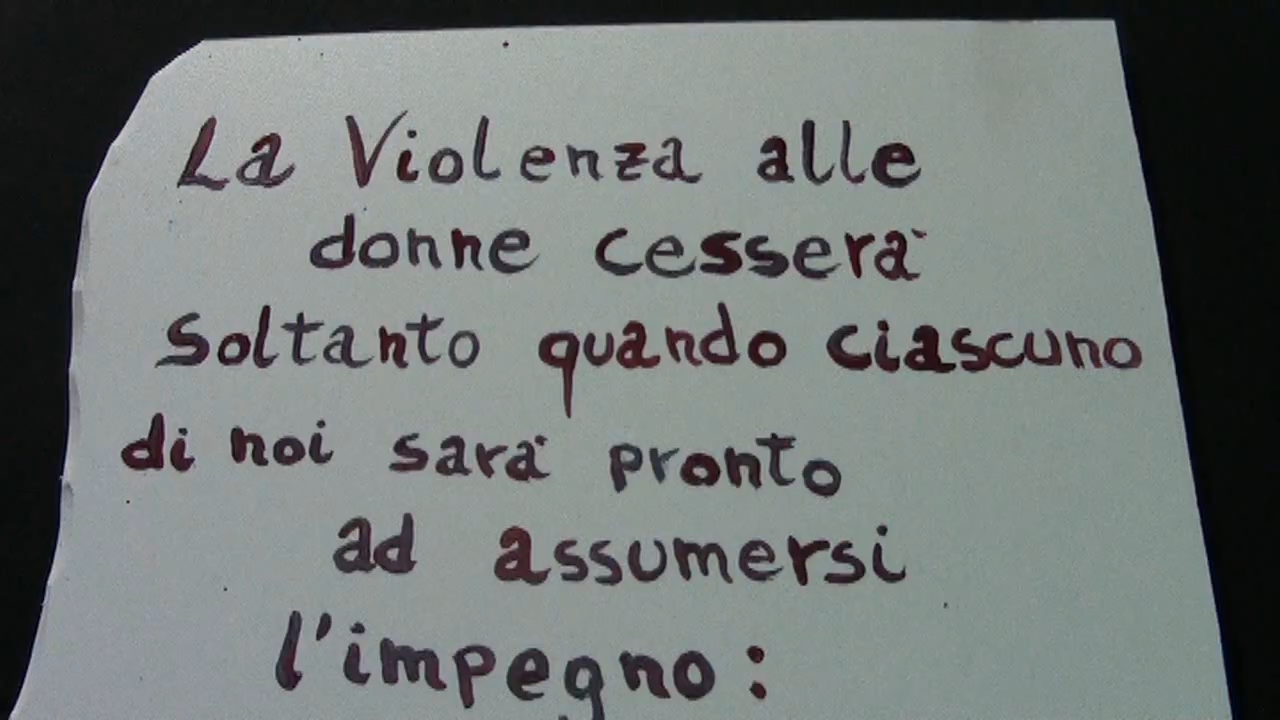 La Violenza alle
donne cesserà
Soltanto quando ciascuno
di noi sarà pronto
ad assumersi
l'impegno: